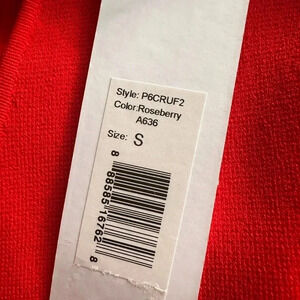 Style: P6CRUF2
Color:Roseberry
A636
Size: S
8 88585 16762 8